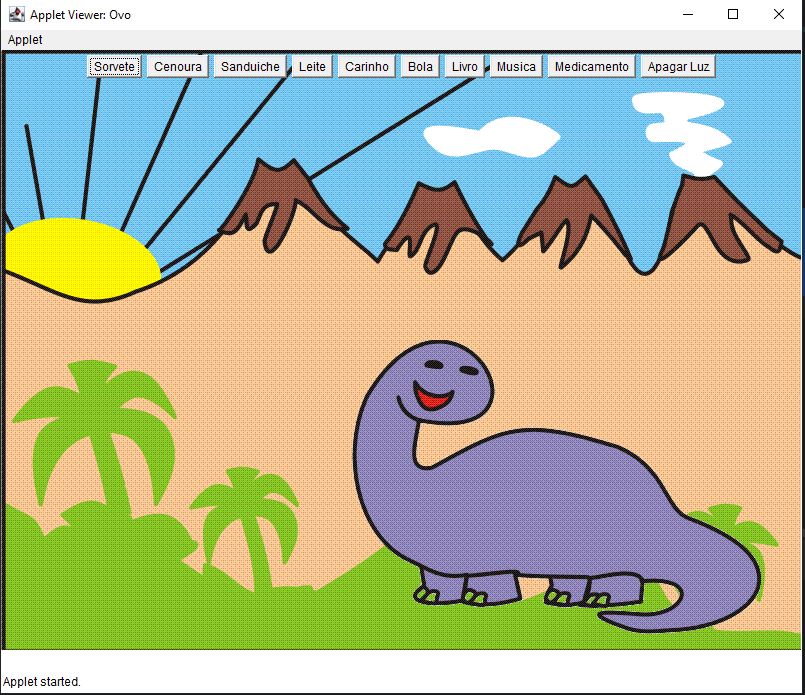 Applet Viewer: Ovo
Applet
Sorvete Cenoura Sanduiche Leite Carinho Bola Livro Musica Medicamento Apagar Luz
Applet started.